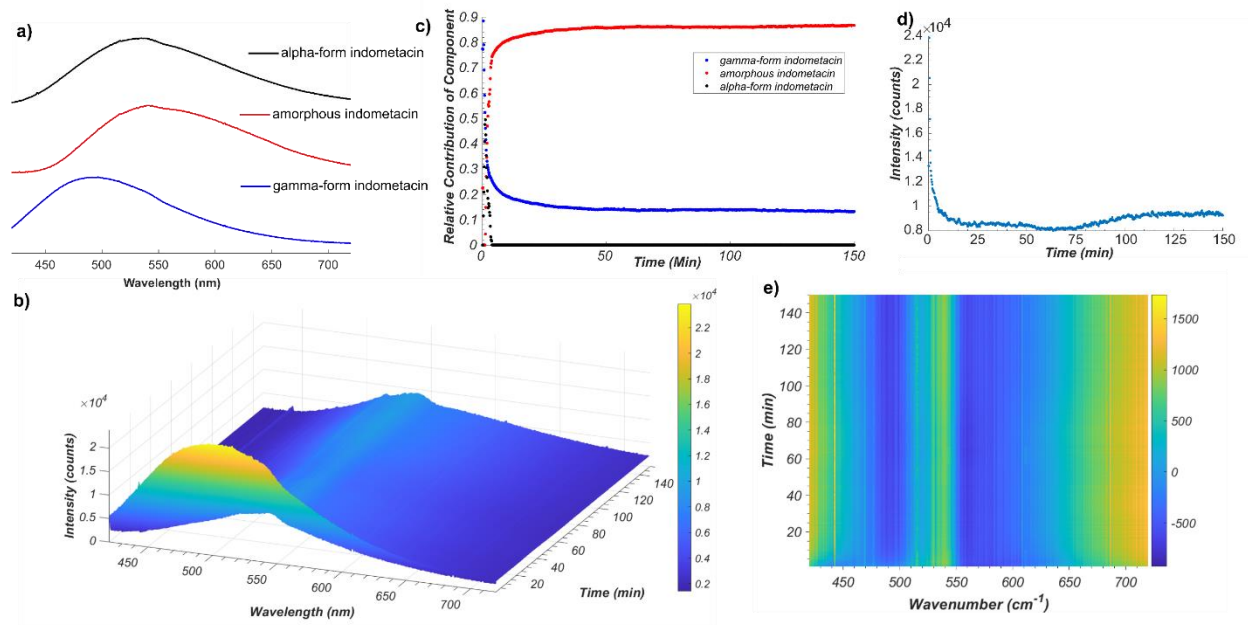 a)
alpha-form indometacin
amorphous indometacin
gamma-form indometacin
450 500 550 600 650 700
Wavelength (nm)
c)
Relative Contribution of Component
0.9
0.8
0.7
0.6
0.5
0.4
0.3
0.2
0.1
0
gamma-form indometacin
amorphous indometacin
alpha-form indometacin
0 50 100 150
Time (Min)
d)
×10⁴
Intensity (counts)
2.4
2.2
2
1.8
1.6
1.4
1.2
1
0.8
0 25 50 75 100 125 150
Time (min)
b)
×10⁴
Intensity (counts)
2
1.5
1
0.5
0
450 500 550 600 650 700
Wavelength (nm)
20 40 60 80 100 120 140
Time (min)
×10⁴
2.2
2
1.8
1.6
1.4
1.2
1
0.8
0.6
0.4
0.2
e)
Time (min)
140
120
100
80
60
40
20
450 500 550 600 650 700
Wavenumber (cm⁻¹)
1500
1000
500
0
-500